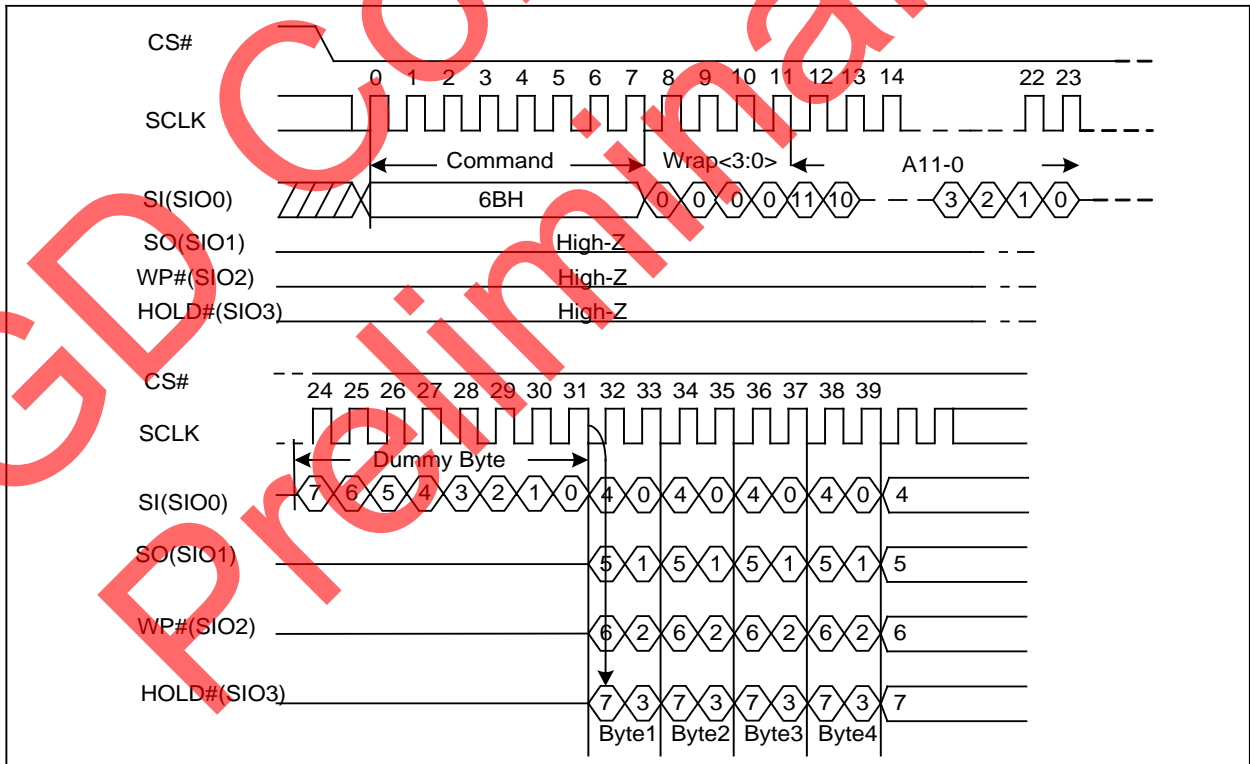 CS#
0 1 2 3 4 5 6 7 8 9 10 11 12 13 14 22 23
SCLK
Command Wrap<3:0> A11-0
SI(SIO0) 6BH 0 0 0 0 11 10 3 2 1 0
SO(SIO1) High-Z
WP#(SIO2) High-Z
HOLD#(SIO3) High-Z
CS#
24 25 26 27 28 29 30 31 32 33 34 35 36 37 38 39
SCLK
Dummy Byte
SI(SIO0) 7 6 5 4 3 2 1 0 4 0 4 0 4 0 4 0 4
SO(SIO1) 5 1 5 1 5 1 5 1 5
WP#(SIO2) 6 2 6 2 6 2 6 2 6
HOLD#(SIO3) 7 3 7 3 7 3 7 3 7
Byte1 Byte2 Byte3 Byte4
GD